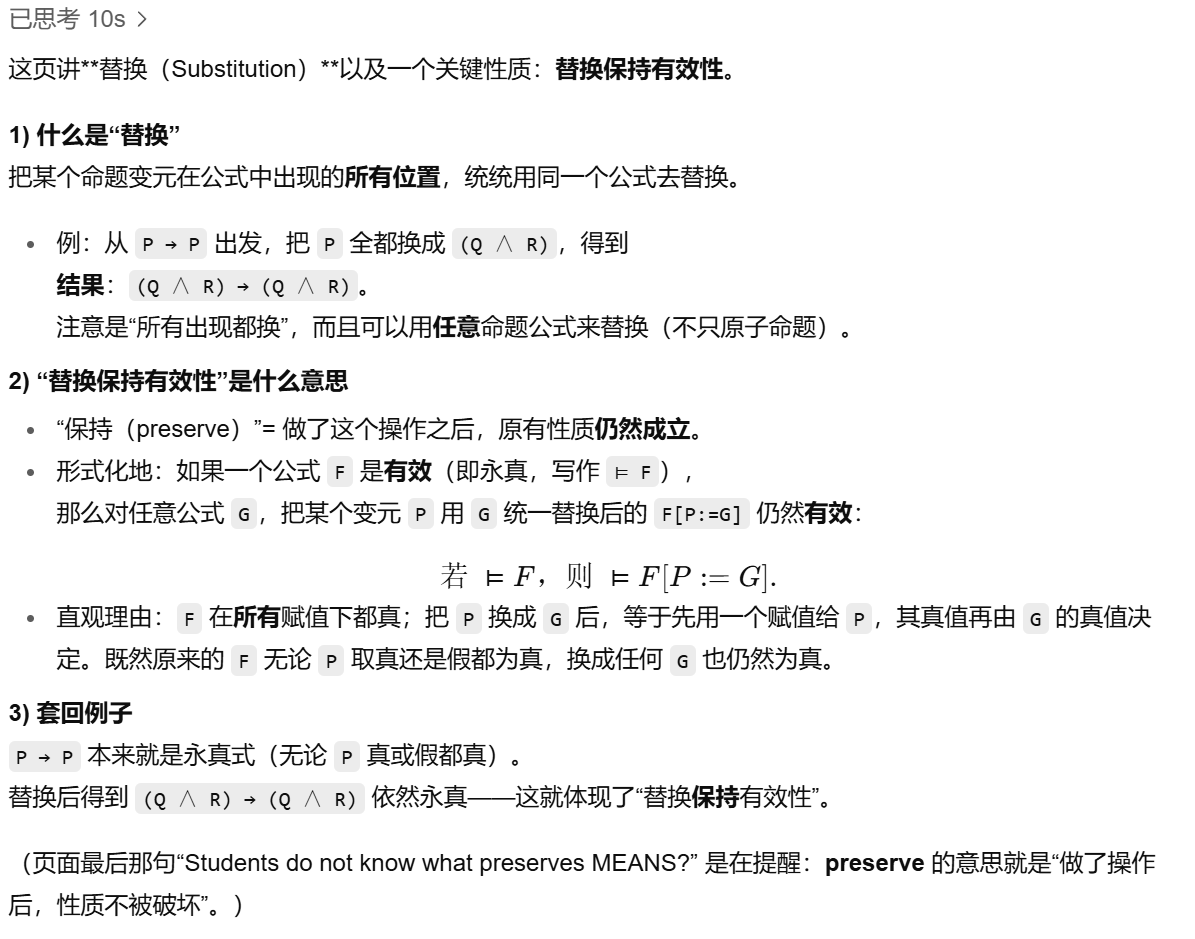 已思考 10s >
这页讲**替换（Substitution）**以及一个关键性质：替换保持有效性。
1) 什么是“替换”
把某个命题变元在公式中出现的所有位置，统统用同一个公式去替换。
• 例：从 P → P 出发，把 P 全都换成 (Q ∧ R)，得到
结果：(Q ∧ R) → (Q ∧ R)。
注意是“所有出现都换”，而且可以用任意命题公式来替换（不只原子命题）。
2) “替换保持有效性”是什么意思
• “保持（preserve）”= 做了这个操作之后，原有性质仍然成立。
• 形式化地：如果一个公式 F 是有效（即永真，写作 ⊨ F），
那么对任意公式 G，把某个变元 P 用 G 统一替换后的 F[P:=G] 仍然有效：
若 ⊨ F，则 ⊨ F[P := G].
• 直观理由：F 在所有赋值下都真；把 P 换成 G 后，等于先用一个赋值给 P，其真值再由 G 的真值决
定。既然原来的 F 无论 P 取真还是假都为真，换成任何 G 也仍然为真。
3) 套回例子
P → P 本来就是永真式（无论 P 真或假都真）。
替换后得到 (Q ∧ R) → (Q ∧ R) 依然永真——这就体现了“替换保持有效性”。
（页面最后那句“Students do not know what preserves MEANS?” 是在提醒：preserve 的意思就是“做了操作
后，性质不被破坏”。）